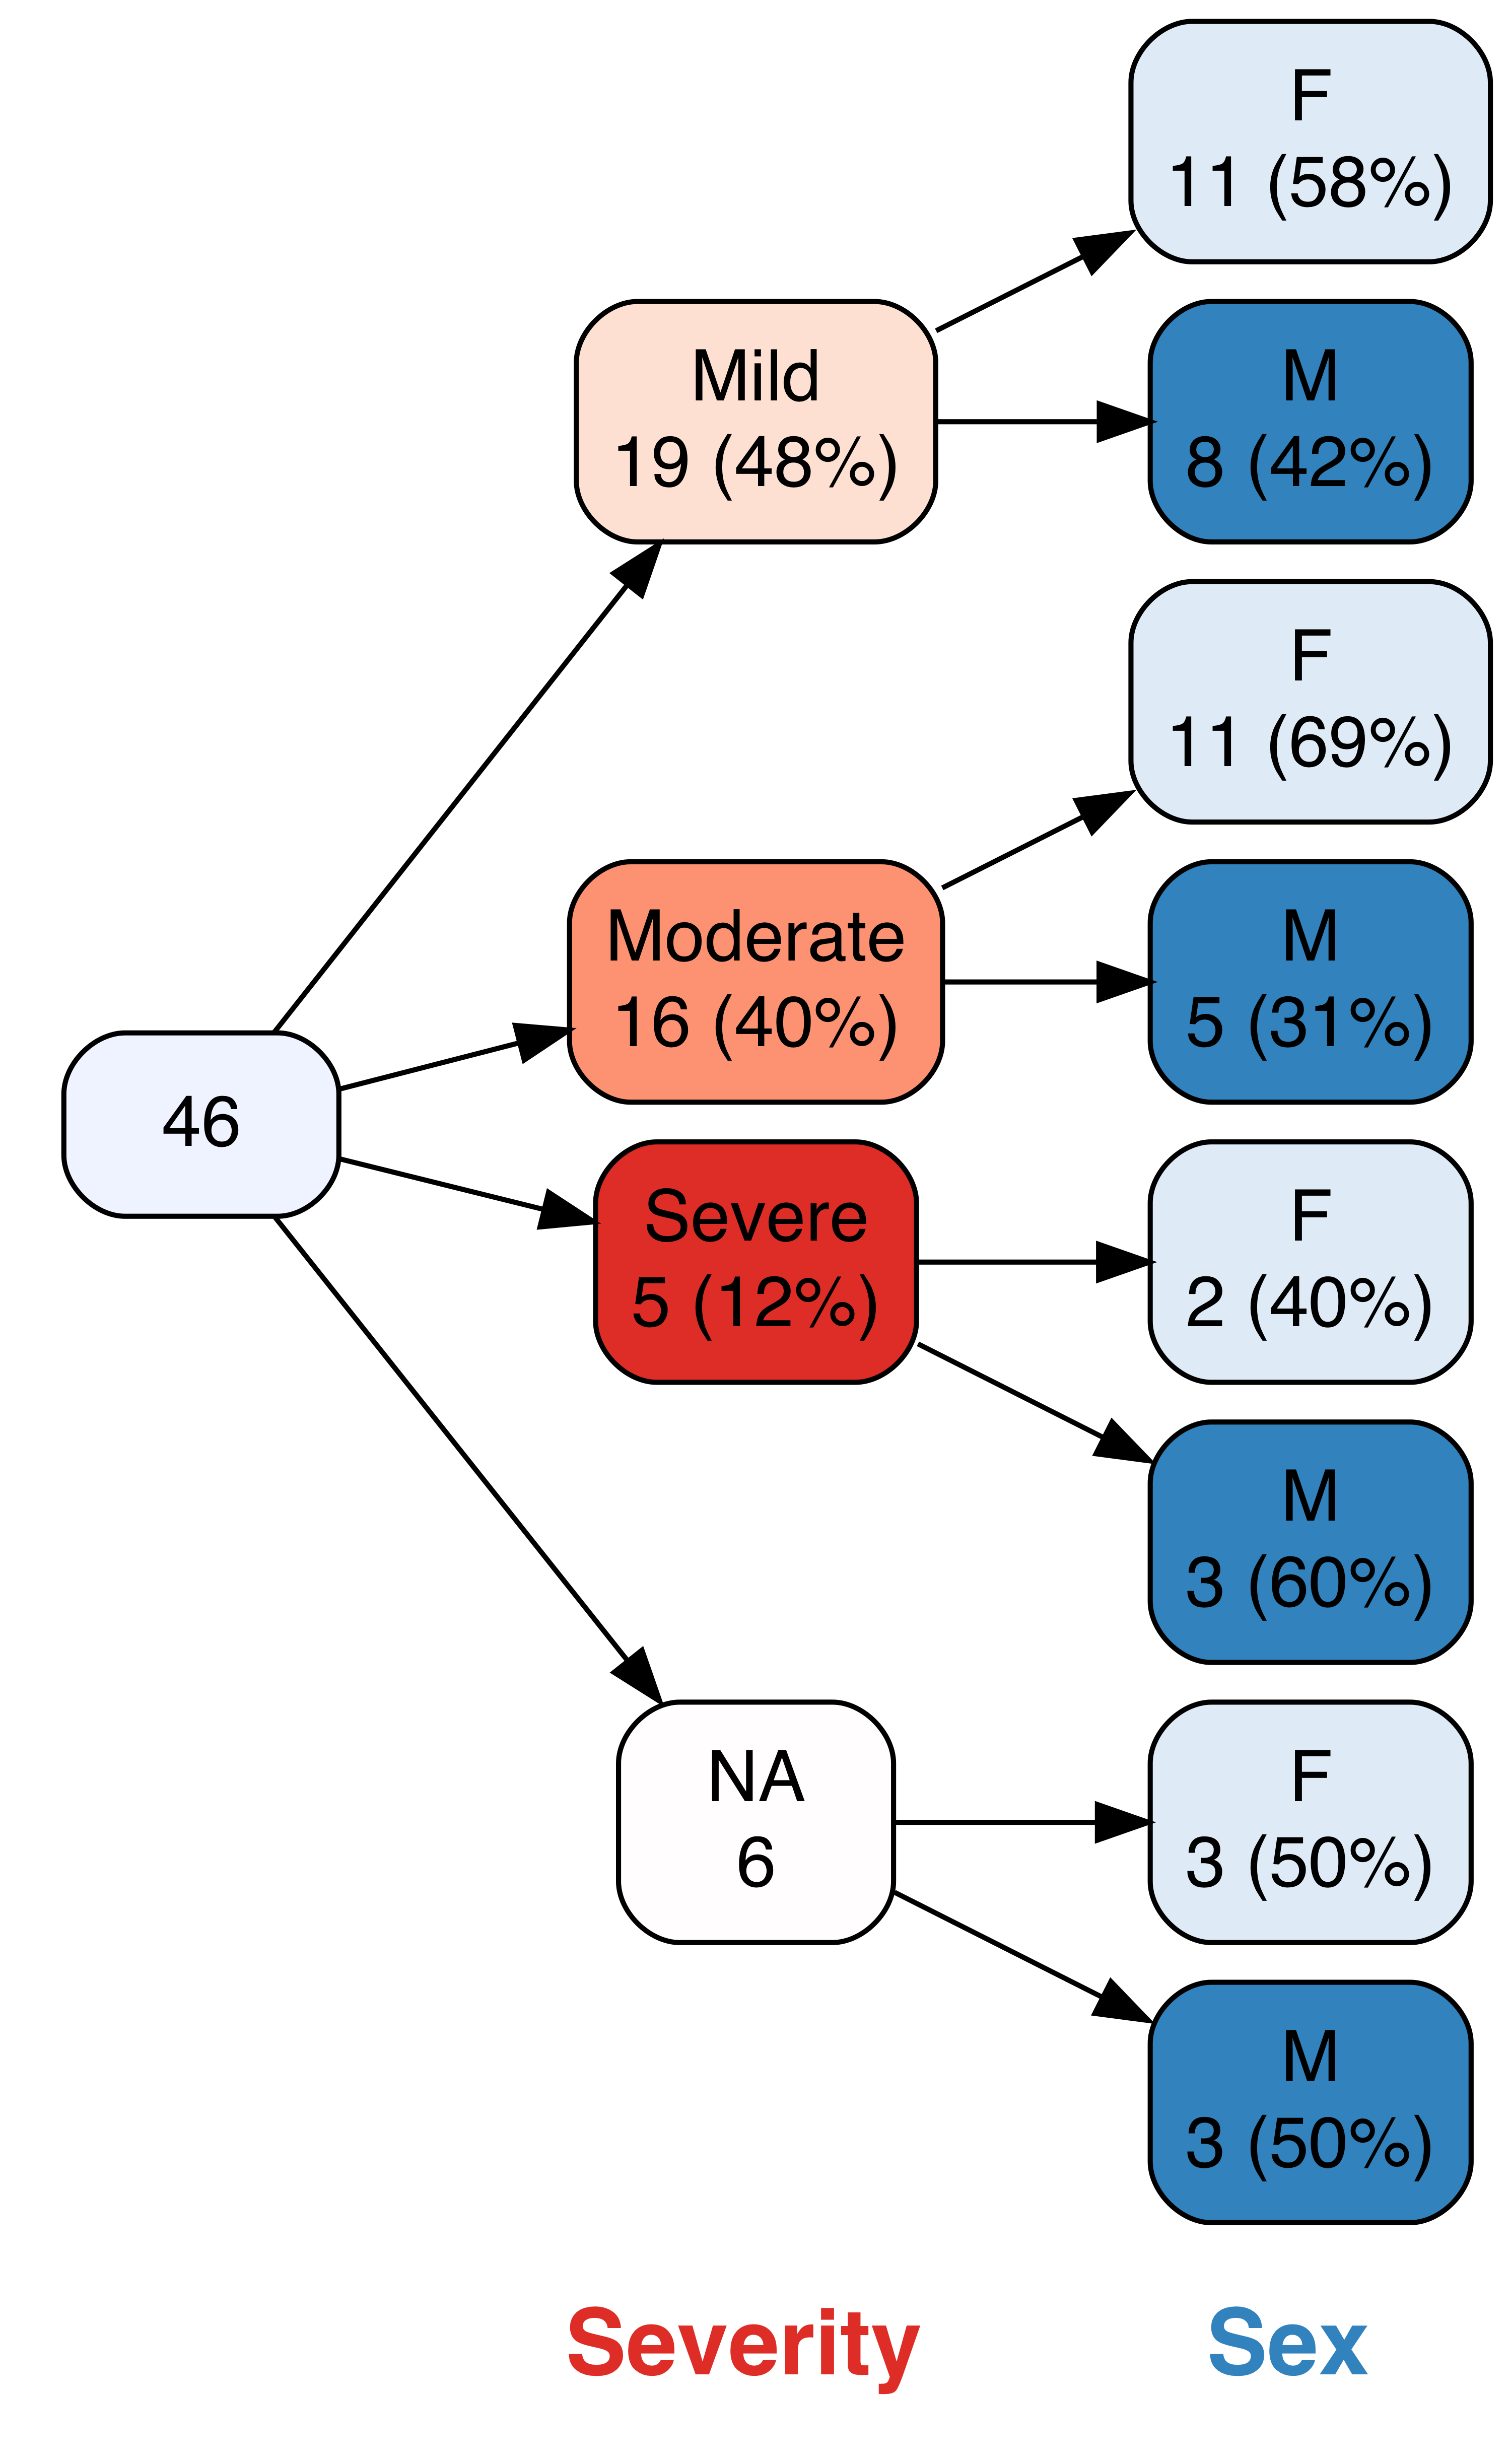 46
Mild
19 (48%)
F
11 (58%)
M
8 (42%)
Moderate
16 (40%)
F
11 (69%)
M
5 (31%)
Severe
5 (12%)
F
2 (40%)
M
3 (60%)
NA
6
F
3 (50%)
M
3 (50%)
Severity
Sex